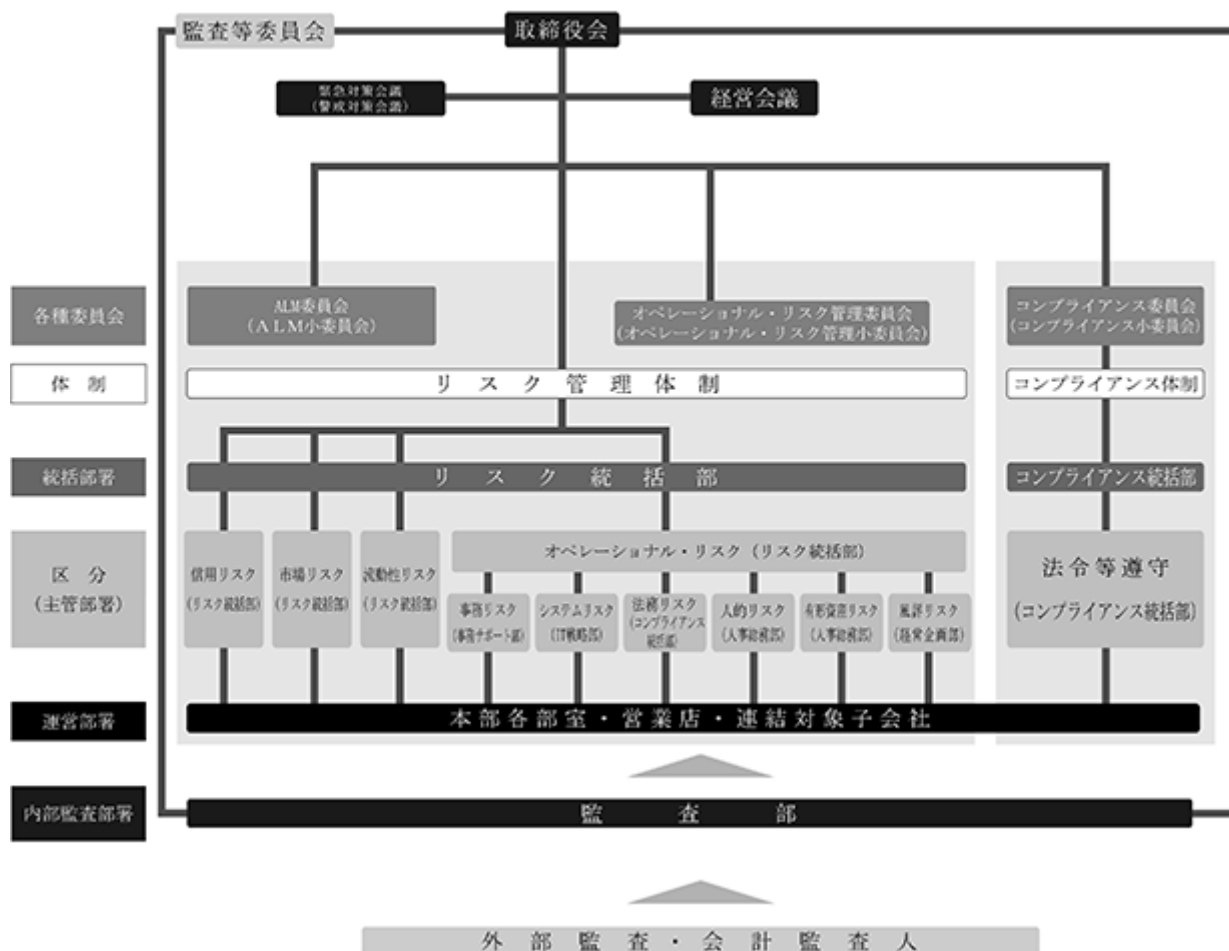 監査等委員会
取締役会
緊急対策会議
(警戒対策会議)
経営会議
各種委員会
ALM委員会
(ALM小委員会)
オペレーショナル・リスク管理委員会
(オペレーショナル・リスク管理小委員会)
コンプライアンス委員会
(コンプライアンス小委員会)
体制
リスク管理体制
コンプライアンス体制
統括部署
リスク統括部
コンプライアンス統括部
区分
(主管部署)
信用リスク
(リスク統括部)
市場リスク
(リスク統括部)
流動性リスク
(リスク統括部)
オペレーショナル・リスク(リスク統括部)
事務リスク
(事務サポート部)
システムリスク
(IT戦略部)
法務リスク
(コンプライアンス
統括部)
人的リスク
(人事総務部)
有形資産リスク
(人事総務部)
風評リスク
(経営企画部)
法令等遵守
(コンプライアンス統括部)
運営部署
本部各部室・営業店・連結対象子会社
内部監査部署
監査部
外部監査・会計監査人